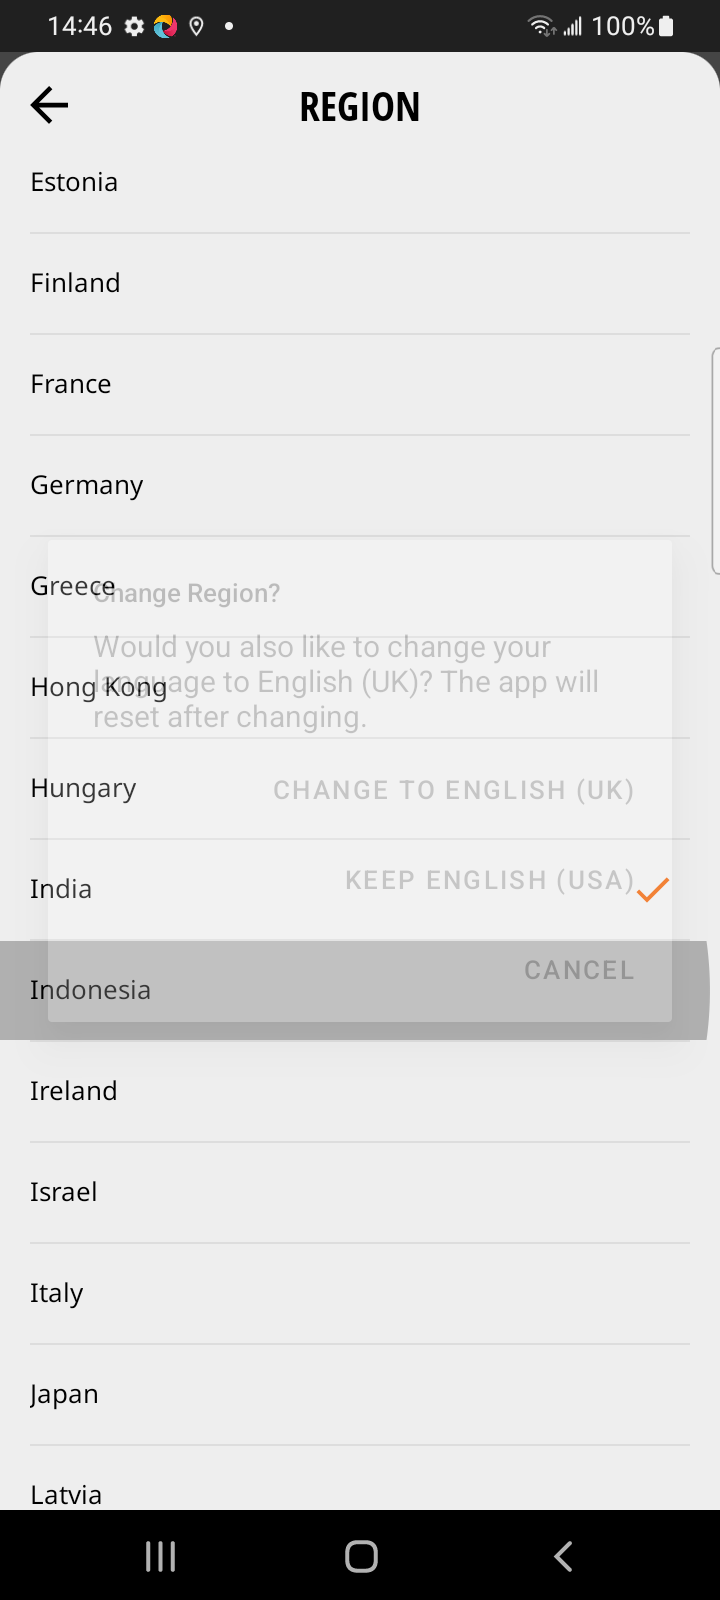 14:46
100%
REGION
Estonia
Finland
France
Germany
Greece
Change Region?
Would you also like to change your
language to English (UK)? The app will
reset after changing.
Hong Kong
Hungary
CHANGE TO ENGLISH (UK)
India
KEEP ENGLISH (USA)
Indonesia
CANCEL
Ireland
Israel
Italy
Japan
Latvia